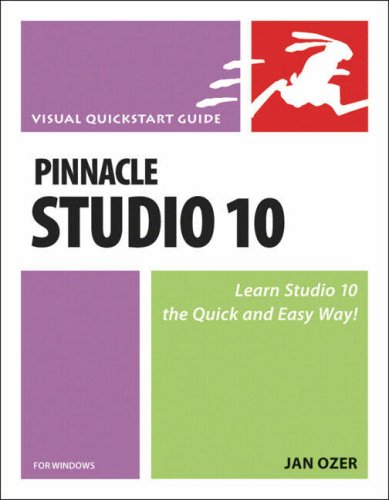 VISUAL QUICKSTART GUIDE
PINNACLE
STUDIO 10
Learn Studio 10
the Quick and Easy Way!
FOR WINDOWS
JAN OZER